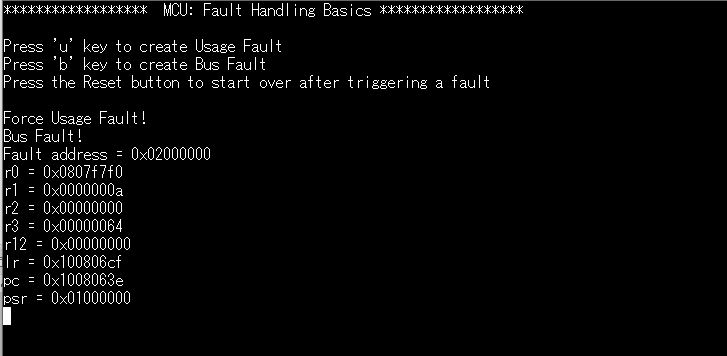 ****************** MCU: Fault Handling Basics ******************
Press 'u' key to create Usage Fault
Press 'b' key to create Bus Fault
Press the Reset button to start over after triggering a fault
Force Usage Fault!
Bus Fault!
Fault address = 0x02000000
r0 = 0x0807f7f0
r1 = 0x0000000a
r2 = 0x00000000
r3 = 0x00000064
r12 = 0x00000000
lr = 0x100806cf
pc = 0x1008063e
psr = 0x01000000